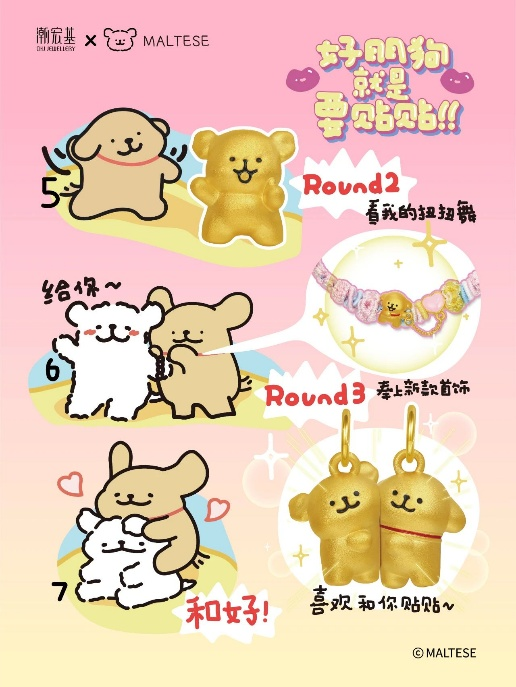 潮宏基
CHJ JEWELLERY
×
MALTESE
好朋狗
就是
要贴贴!!
5
Round2
看我的扭扭舞
给你~
6
Round3
奉上新款首饰
7
和好!
喜欢和你贴贴~
© MALTESE